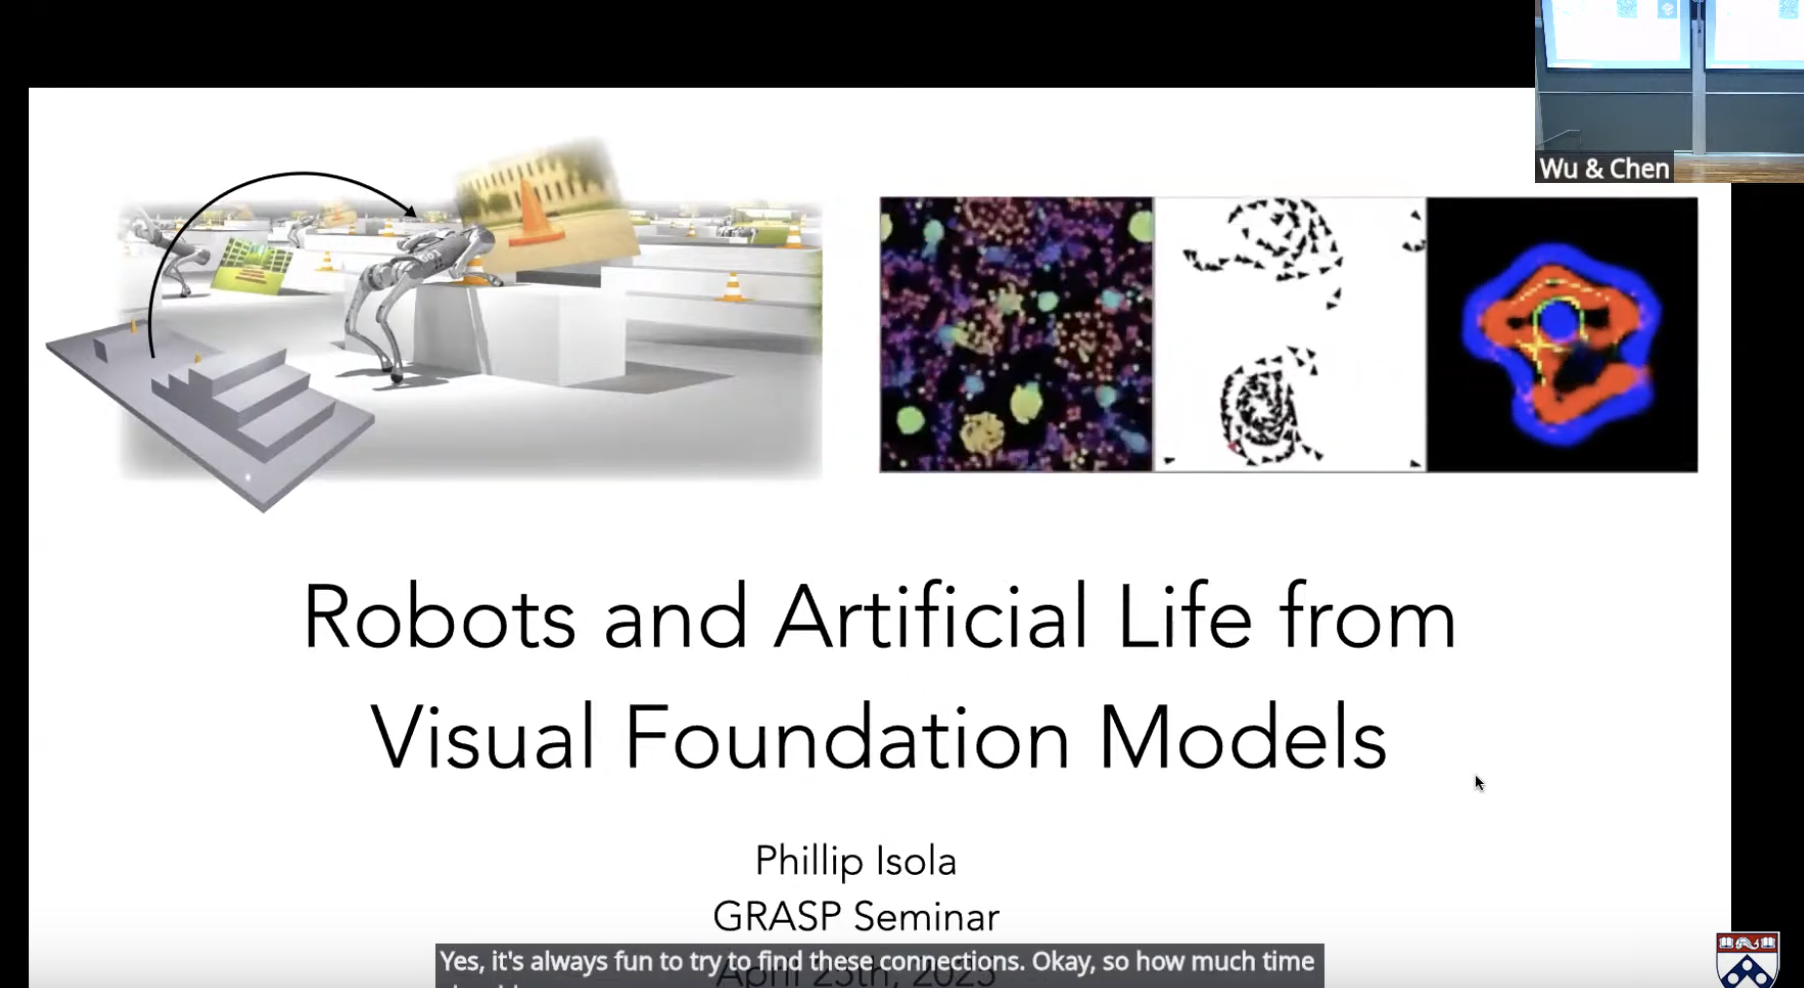 Wu & Chen
Robots and Artificial Life from
Visual Foundation Models
Phillip Isola
GRASP Seminar
April 25th, 2025
Yes, it's always fun to try to find these connections. Okay, so how much time